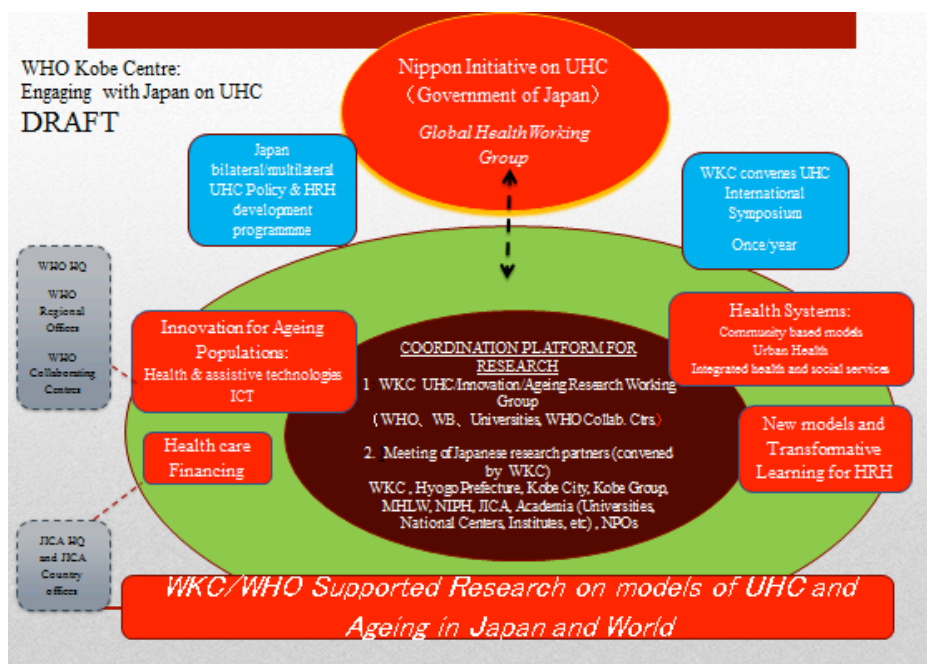 WHO Kobe Centre:
Engaging with Japan on UHC
DRAFT
Nippon Initiative on UHC
(Government of Japan)
Global Health Working
Group
Japan
bilateral/multilateral
UHC Policy & HRH
development
programmme
WKC convenes UHC
International
Symposium
Once/year
WHO HQ
WHO
Regional
Offices
WHO
Collaborating
Centers
Innovation for Ageing
Populations:
Health & assistive technologies
ICT
Health Systems:
Community based models
Urban Health
Integrated health and social services
COORDINATION PLATFORM FOR
RESEARCH
1 WKC UHC/Innovation/Ageing Research Working
Group
(WHO、WB、Universities, WHO Collab. Ctrs.)
2. Meeting of Japanese research partners (convened
by WKC)
WKC , Hyogo Prefecture, Kobe City, Kobe Group,
MHLW, NIPH, JICA, Academia (Universities,
National Centers, Institutes, etc) , NPOs
Health care
Financing
New models and
Transformative
Learning for HRH
JICA HQ
and JICA
Country
offices
WKC/WHO Supported Research on models of UHC and
Ageing in Japan and World